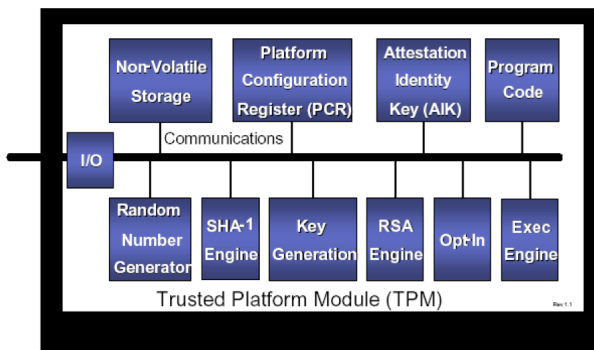 Non-Volatile
Storage
Platform
Configuration
Register (PCR)
Attestation
Identity
Key (AIK)
Program
Code
Communications
I/O
Random
Number
Generator
SHA-1
Engine
Key
Generation
RSA
Engine
Opt-In
Exec
Engine
Trusted Platform Module (TPM)
Rev 1.1